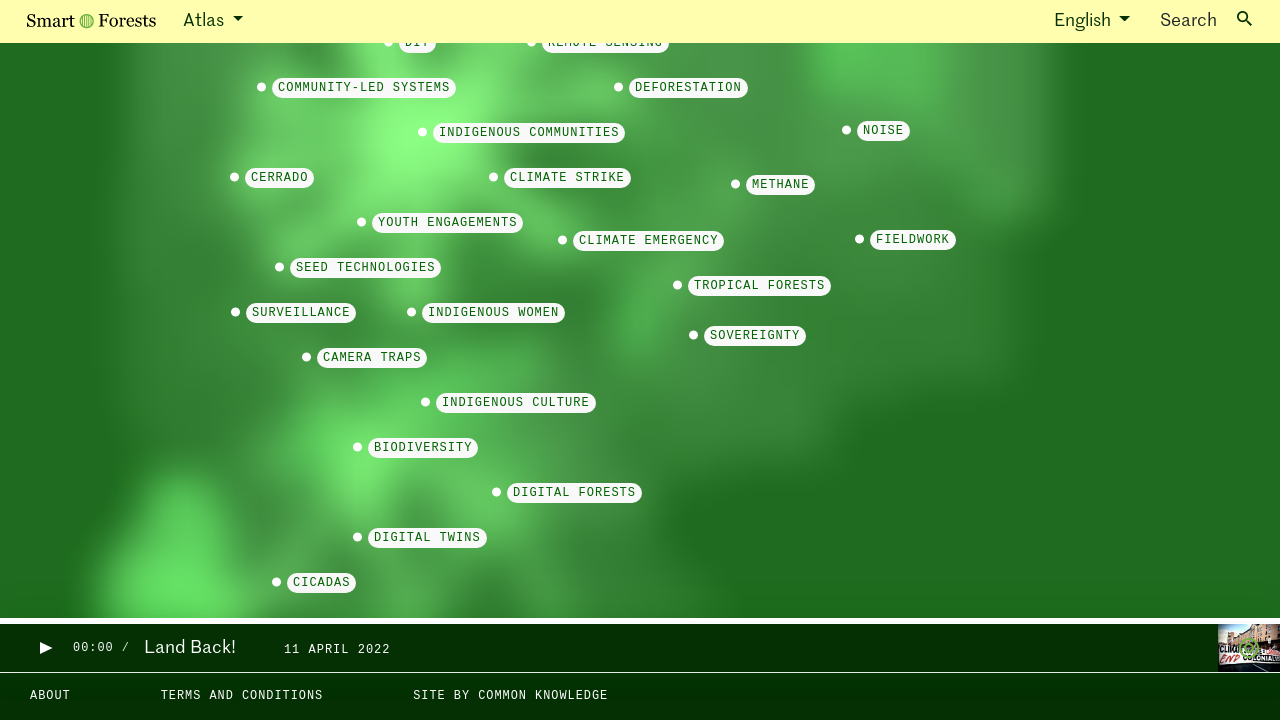 Smart Forests
Atlas
English
Search
DIY
REMOTE SENSING
COMMUNITY-LED SYSTEMS
DEFORESTATION
INDIGENOUS COMMUNITIES
NOISE
CERRADO
CLIMATE STRIKE
METHANE
YOUTH ENGAGEMENTS
CLIMATE EMERGENCY
FIELDWORK
SEED TECHNOLOGIES
TROPICAL FORESTS
SURVEILLANCE
INDIGENOUS WOMEN
SOVEREIGNTY
CAMERA TRAPS
INDIGENOUS CULTURE
BIODIVERSITY
DIGITAL FORESTS
DIGITAL TWINS
CICADAS
00:00 /
Land Back!
11 APRIL 2022
END
ABOUT
TERMS AND CONDITIONS
SITE BY COMMON KNOWLEDGE